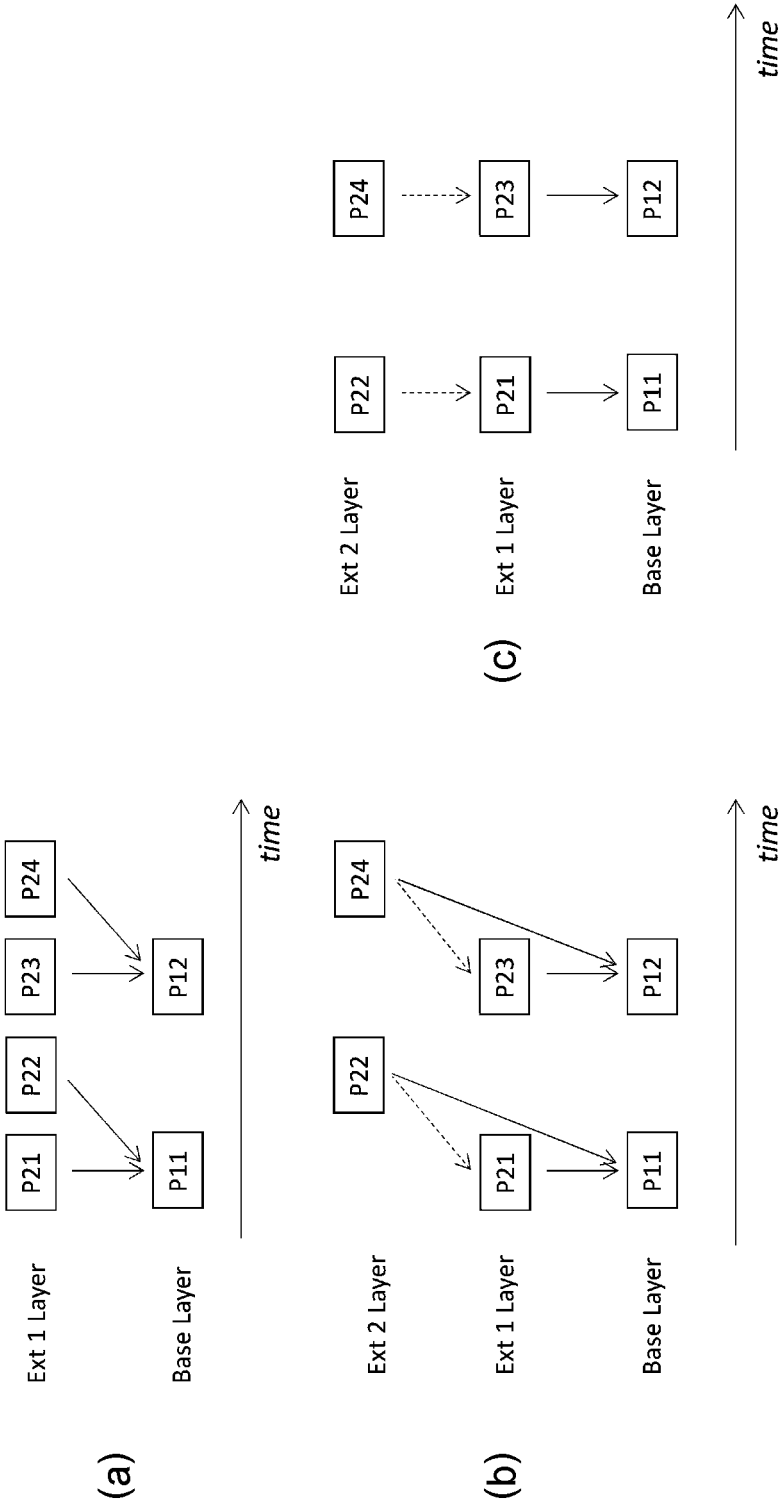 (a)
Ext 1 Layer
P21 P22 P23 P24
Base Layer
P11 P12
time
(b)
Ext 2 Layer
P22 P24
Ext 1 Layer
P21 P23
Base Layer
P11 P12
time
(c)
Ext 2 Layer
P22 P24
Ext 1 Layer
P21 P23
Base Layer
P11 P12
time